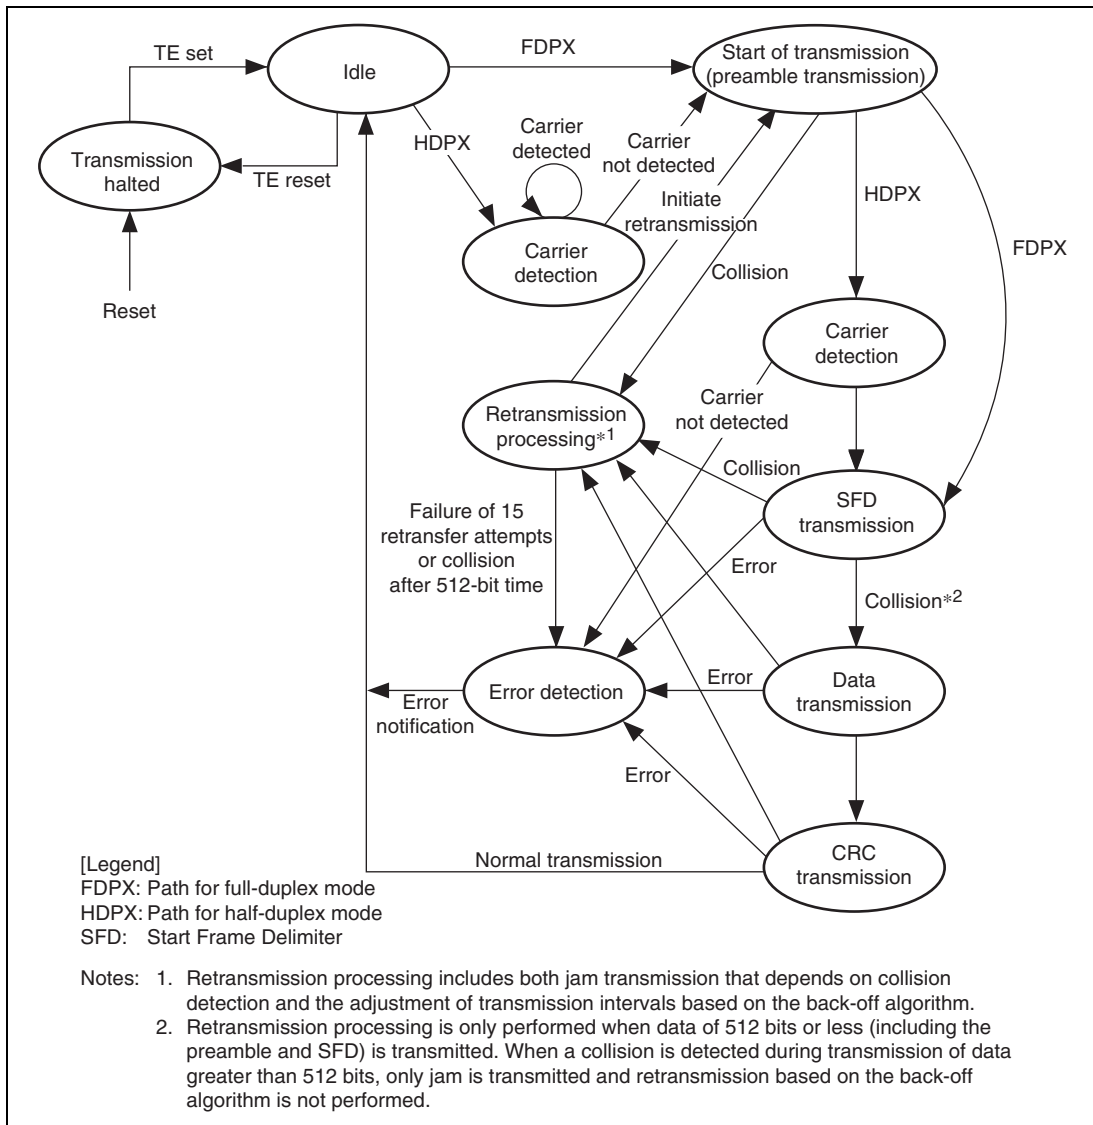 TE set
Idle
FDPX
Start of transmission
(preamble transmission)
Transmission
halted
TE reset
HDPX
Carrier
detected
Carrier
not detected
Initiate
retransmission
HDPX
FDPX
Carrier
detection
Collision
Reset
Carrier
detection
Carrier
not detected
Retransmission
processing*1
Collision
SFD
transmission
Failure of 15
retransfer attempts
or collision
after 512-bit time
Error
Collision*2
Error detection
Error
Data
transmission
Error
notification
Error
Normal transmission
CRC
transmission
[Legend]
FDPX: Path for full-duplex mode
HDPX: Path for half-duplex mode
SFD: Start Frame Delimiter
Notes: 1. Retransmission processing includes both jam transmission that depends on collision
detection and the adjustment of transmission intervals based on the back-off algorithm.
2. Retransmission processing is only performed when data of 512 bits or less (including the
preamble and SFD) is transmitted. When a collision is detected during transmission of data
greater than 512 bits, only jam is transmitted and retransmission based on the back-off
algorithm is not performed.